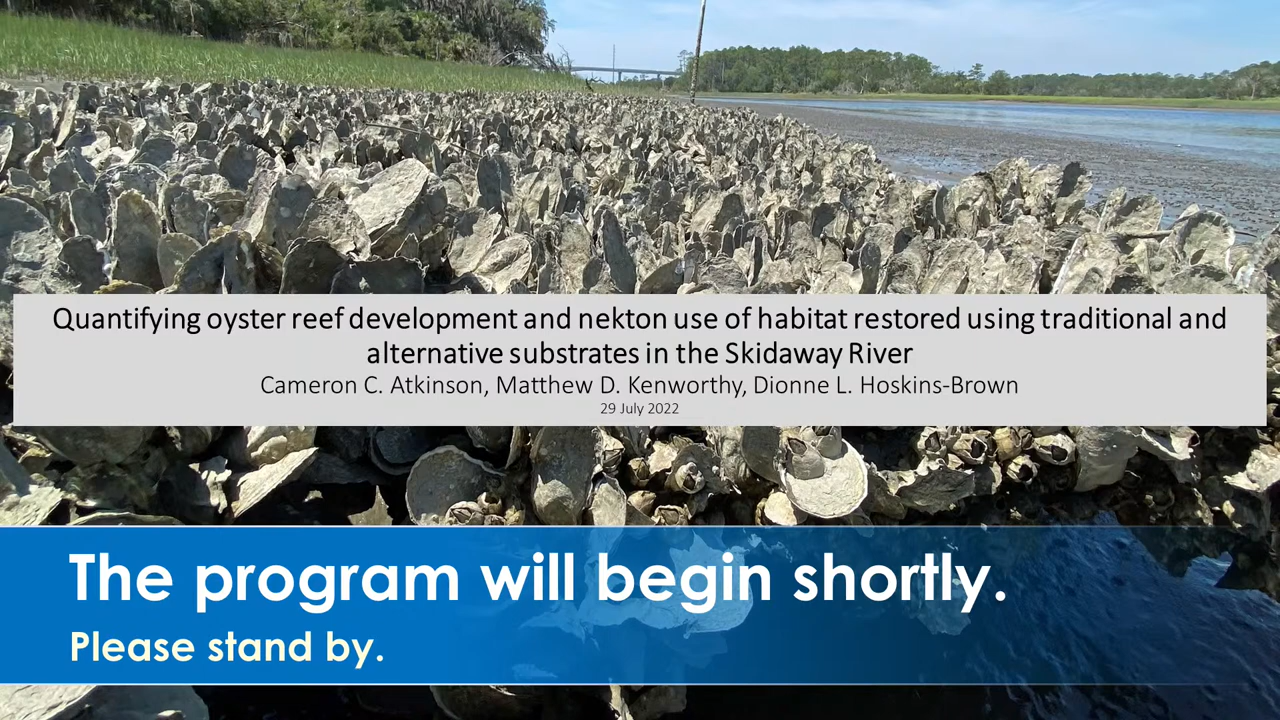 Quantifying oyster reef development and nekton use of habitat restored using traditional and
alternative substrates in the Skidaway River
Cameron C. Atkinson, Matthew D. Kenworthy, Dionne L. Hoskins-Brown
29 July 2022
The program will begin shortly.
Please stand by.